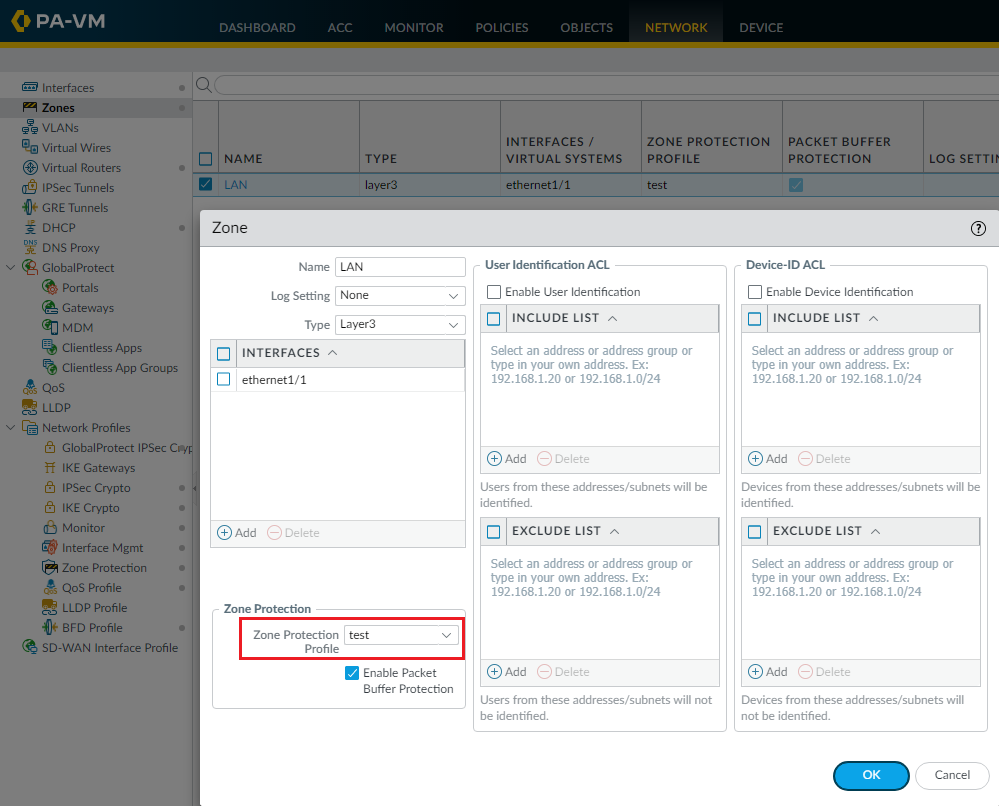 PA-VM
DASHBOARD
ACC
MONITOR
POLICIES
OBJECTS
NETWORK
DEVICE
Interfaces
Zones
VLANs
Virtual Wires
Virtual Routers
IPSec Tunnels
GRE Tunnels
DHCP
DNS Proxy
GlobalProtect
Portals
Gateways
MDM
Clientless Apps
Clientless App Groups
QoS
LLDP
Network Profiles
GlobalProtect IPSec Cryp
IKE Gateways
IPSec Crypto
IKE Crypto
Monitor
Interface Mgmt
Zone Protection
QoS Profile
LLDP Profile
BFD Profile
SD-WAN Interface Profile
NAME
TYPE
INTERFACES /
VIRTUAL SYSTEMS
ZONE PROTECTION
PROFILE
PACKET BUFFER
PROTECTION
LOG SETTIN
LAN
layer3
ethernet1/1
test
Zone
Name LAN
Log Setting None
Type Layer3
INTERFACES
ethernet1/1
Add Delete
Zone Protection
Zone Protection test
Profile
Enable Packet
Buffer Protection
User Identification ACL
Enable User Identification
INCLUDE LIST
Select an address or address group or
type in your own address. Ex:
192.168.1.20 or 192.168.1.0/24
Add Delete
Users from these addresses/subnets will be
identified.
EXCLUDE LIST
Select an address or address group or
type in your own address. Ex:
192.168.1.20 or 192.168.1.0/24
Add Delete
Users from these addresses/subnets will not
be identified.
Device-ID ACL
Enable Device Identification
INCLUDE LIST
Select an address or address group or
type in your own address. Ex:
192.168.1.20 or 192.168.1.0/24
Add Delete
Devices from these addresses/subnets will be
identified.
EXCLUDE LIST
Select an address or address group or
type in your own address. Ex:
192.168.1.20 or 192.168.1.0/24
Add Delete
Devices from these addresses/subnets will
not be identified.
OK
Cancel